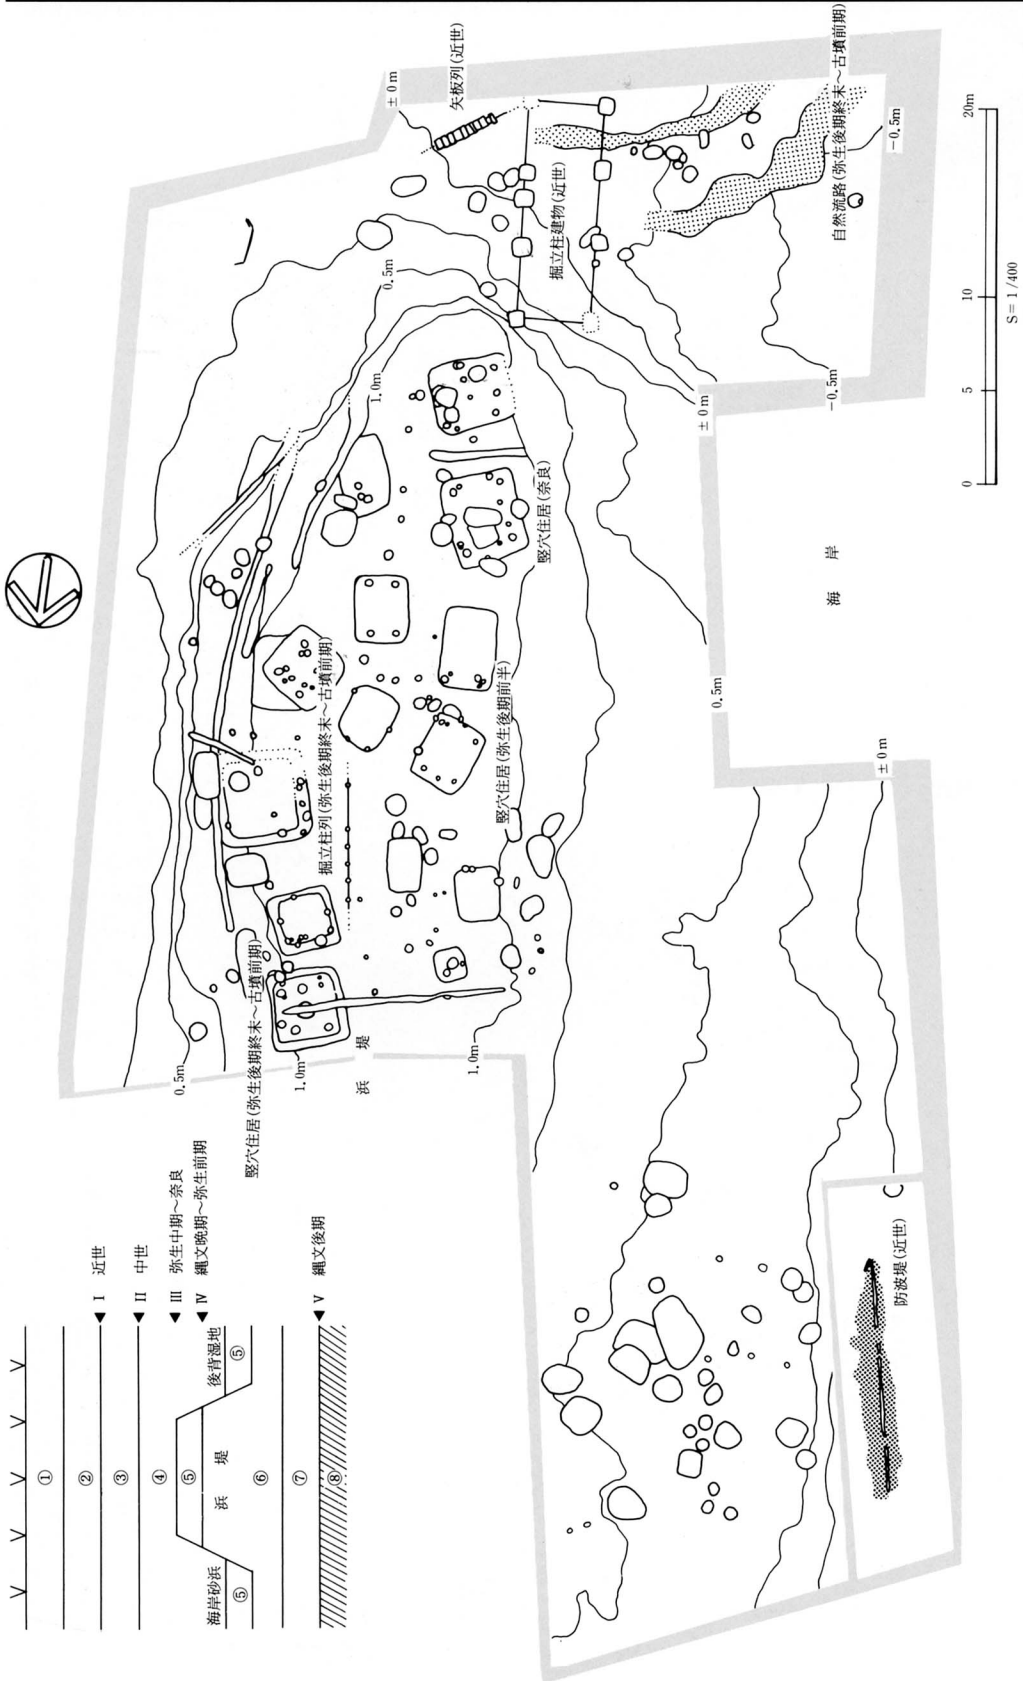 ± 0 m
矢板列(近世)
掘立柱建物(近世)
自然流路(弥生後期終末～古墳前期)
-0.5m
0.5m
1.0m
± 0 m
-0.5m
竪穴住居(奈良)
竪穴住居(弥生後期前半)
掘立柱列(弥生後期終末～古墳前期)
竪穴住居(弥生後期終末～古墳前期)
0.5m
1.0m
浜　堤
1.0m
海　岸
0.5m
± 0 m
防波堤(近世)
0 5 10 20m
S = 1 /400
①
②
③
④
⑤
浜　堤
⑥
⑦
⑧
海岸砂浜
⑤
後背湿地
⑤
I 近世
II 中世
III 弥生中期～奈良
IV 縄文晩期～弥生前期
V 縄文後期